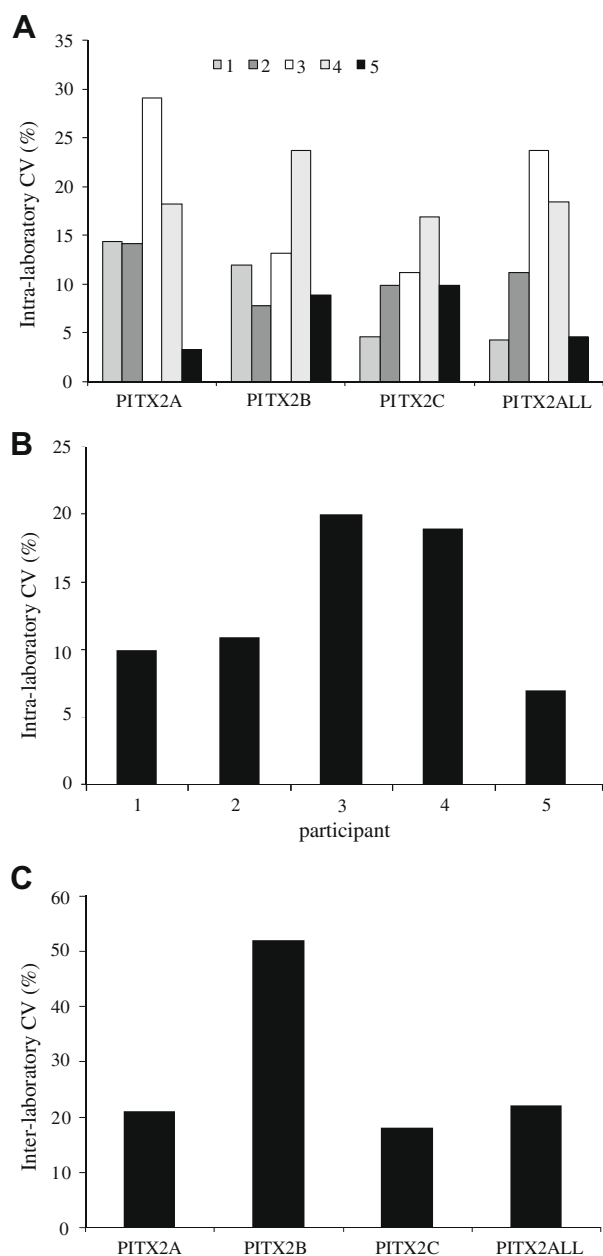 A
Intra-laboratory CV (%)
35
30
25
20
15
10
5
0
1 2 3 4 5
PITX2A PITX2B PITX2C PITX2ALL
B
Intra-laboratory CV (%)
25
20
15
10
5
0
1 2 3 4 5
participant
C
Inter-laboratory CV (%)
60
50
40
30
20
10
0
PITX2A PITX2B PITX2C PITX2ALL